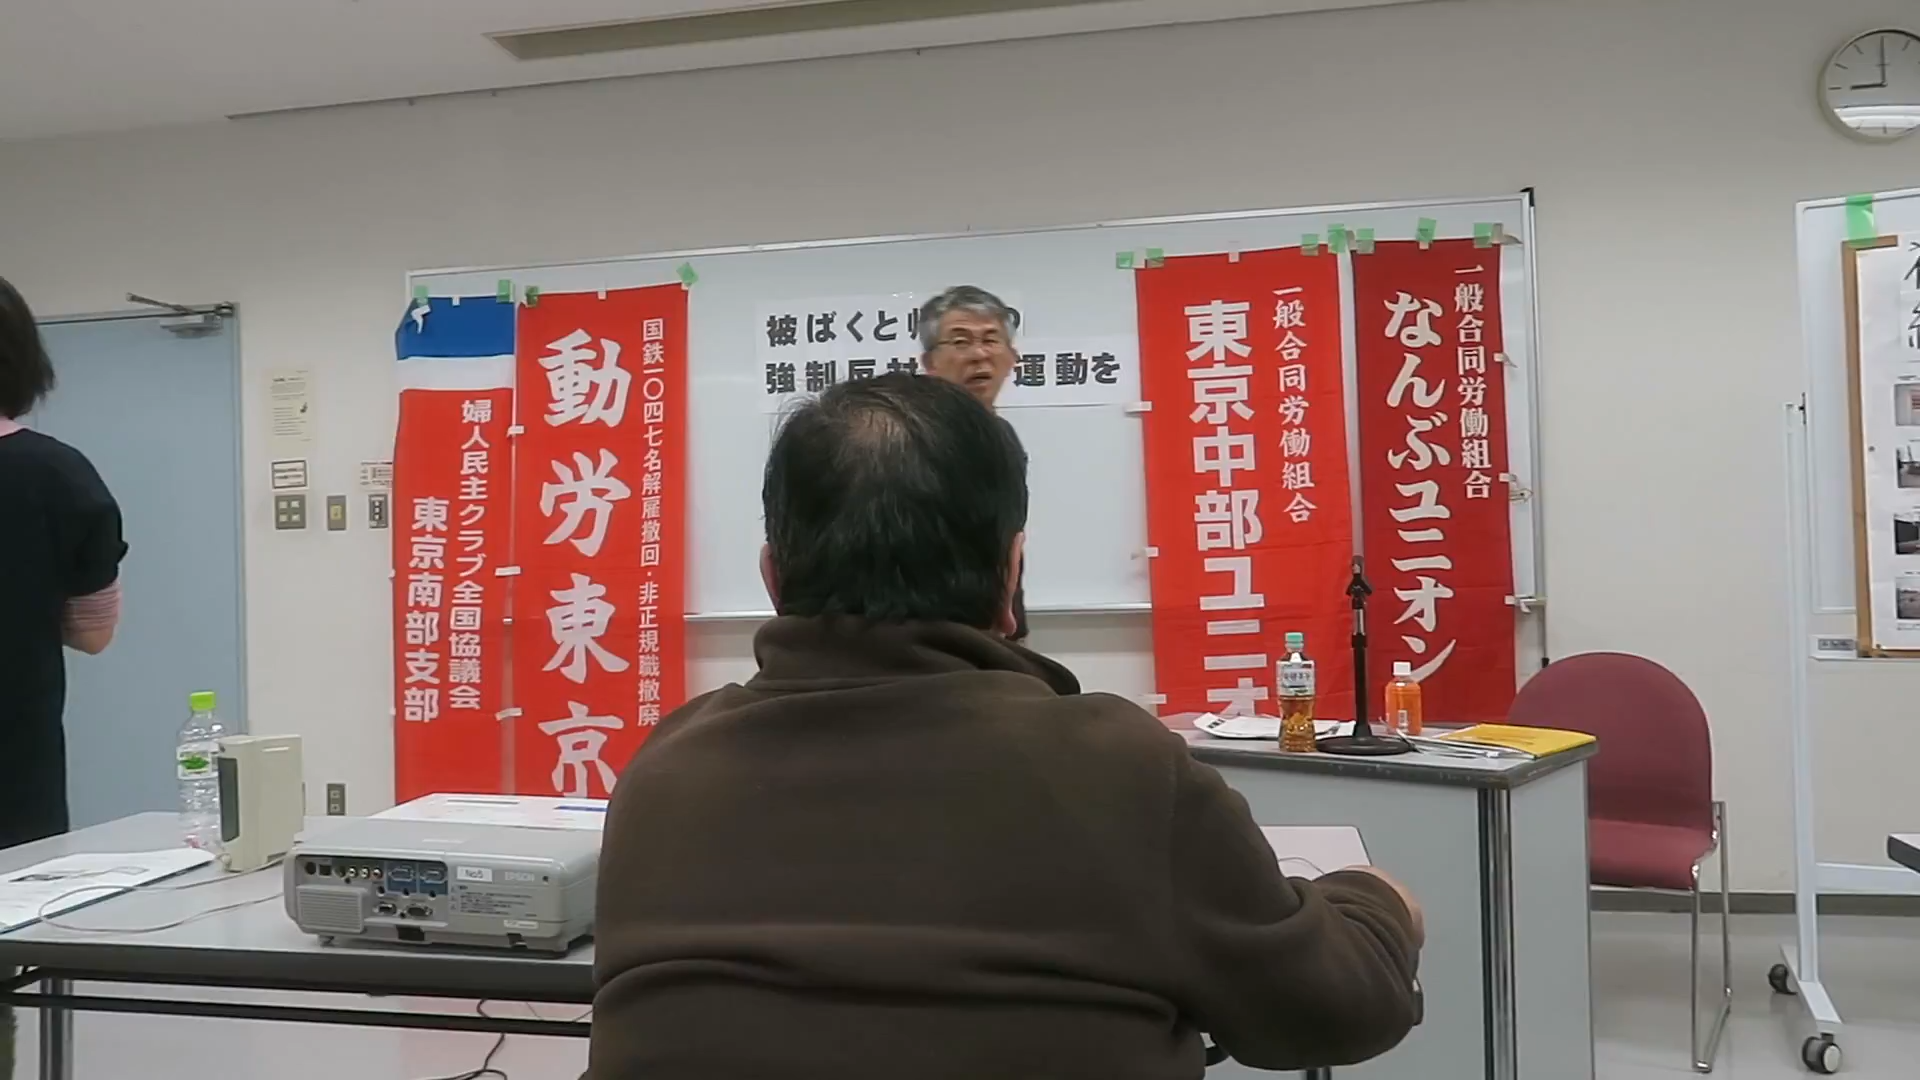 婦人民主クラブ全国協議会
東京南部支部
国鉄一〇四七名解雇撤回・非正規職撤廃
動労東京
被ばくと
強制反対
運動を
一般合同労働組合
東京中部ユニオ
一般合同労働組合
なんぶユニオン
No5
EPSON